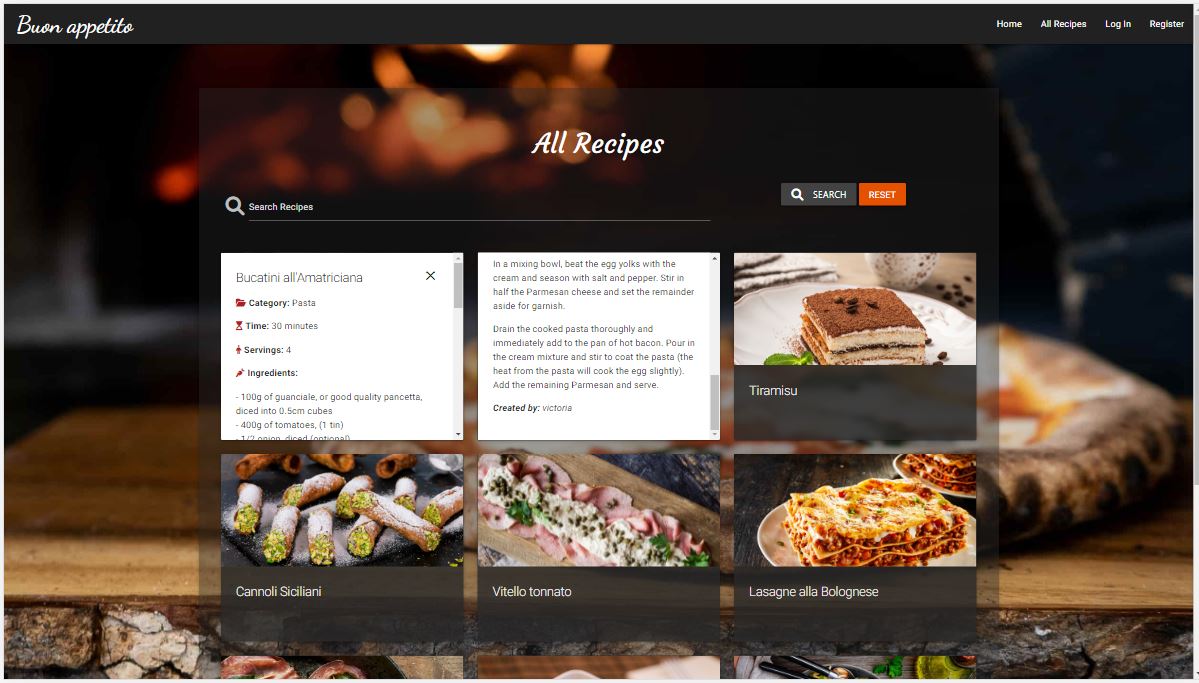 Buon appetito
Home
All Recipes
Log In
Register
All Recipes
Search Recipes
SEARCH
RESET
Bucatini all'Amatriciana
Category: Pasta
Time: 30 minutes
Servings: 4
Ingredients:
- 100g of guanciale, or good quality pancetta,
diced into 0.5cm cubes
- 400g of tomatoes, (1 tin)
- 1/2 onion, diced (optional)
In a mixing bowl, beat the egg yolks with the
cream and season with salt and pepper. Stir in
half the Parmesan cheese and set the remainder
aside for garnish.
Drain the cooked pasta thoroughly and
immediately add to the pan of hot bacon. Pour in
the cream mixture and stir to coat the pasta (the
heat from the pasta will cook the egg slightly).
Add the remaining Parmesan and serve.
Created by: victoria
Tiramisu
Cannoli Siciliani
Vitello tonnato
Lasagne alla Bolognese